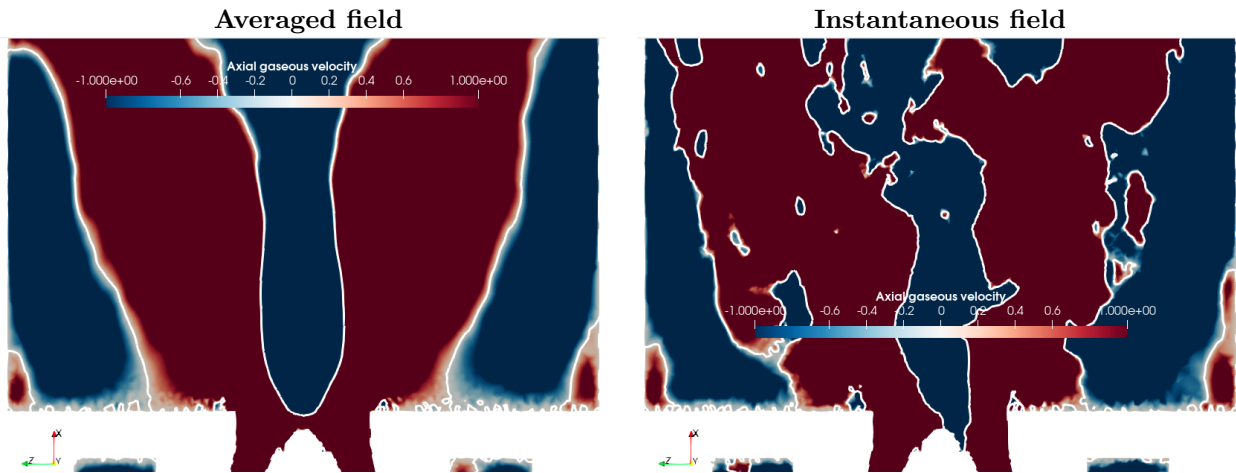 Averaged field
Instantaneous field
Axial gaseous velocity
-1.000e+00 -0.6 -0.4 -0.2 0 0.2 0.4 0.6 1.000e+00
Axial gaseous velocity
-1.000e+00 -0.6 -0.4 -0.2 0 0.2 0.4 0.6 1.000e+00
X
Z Y
X
Z Y